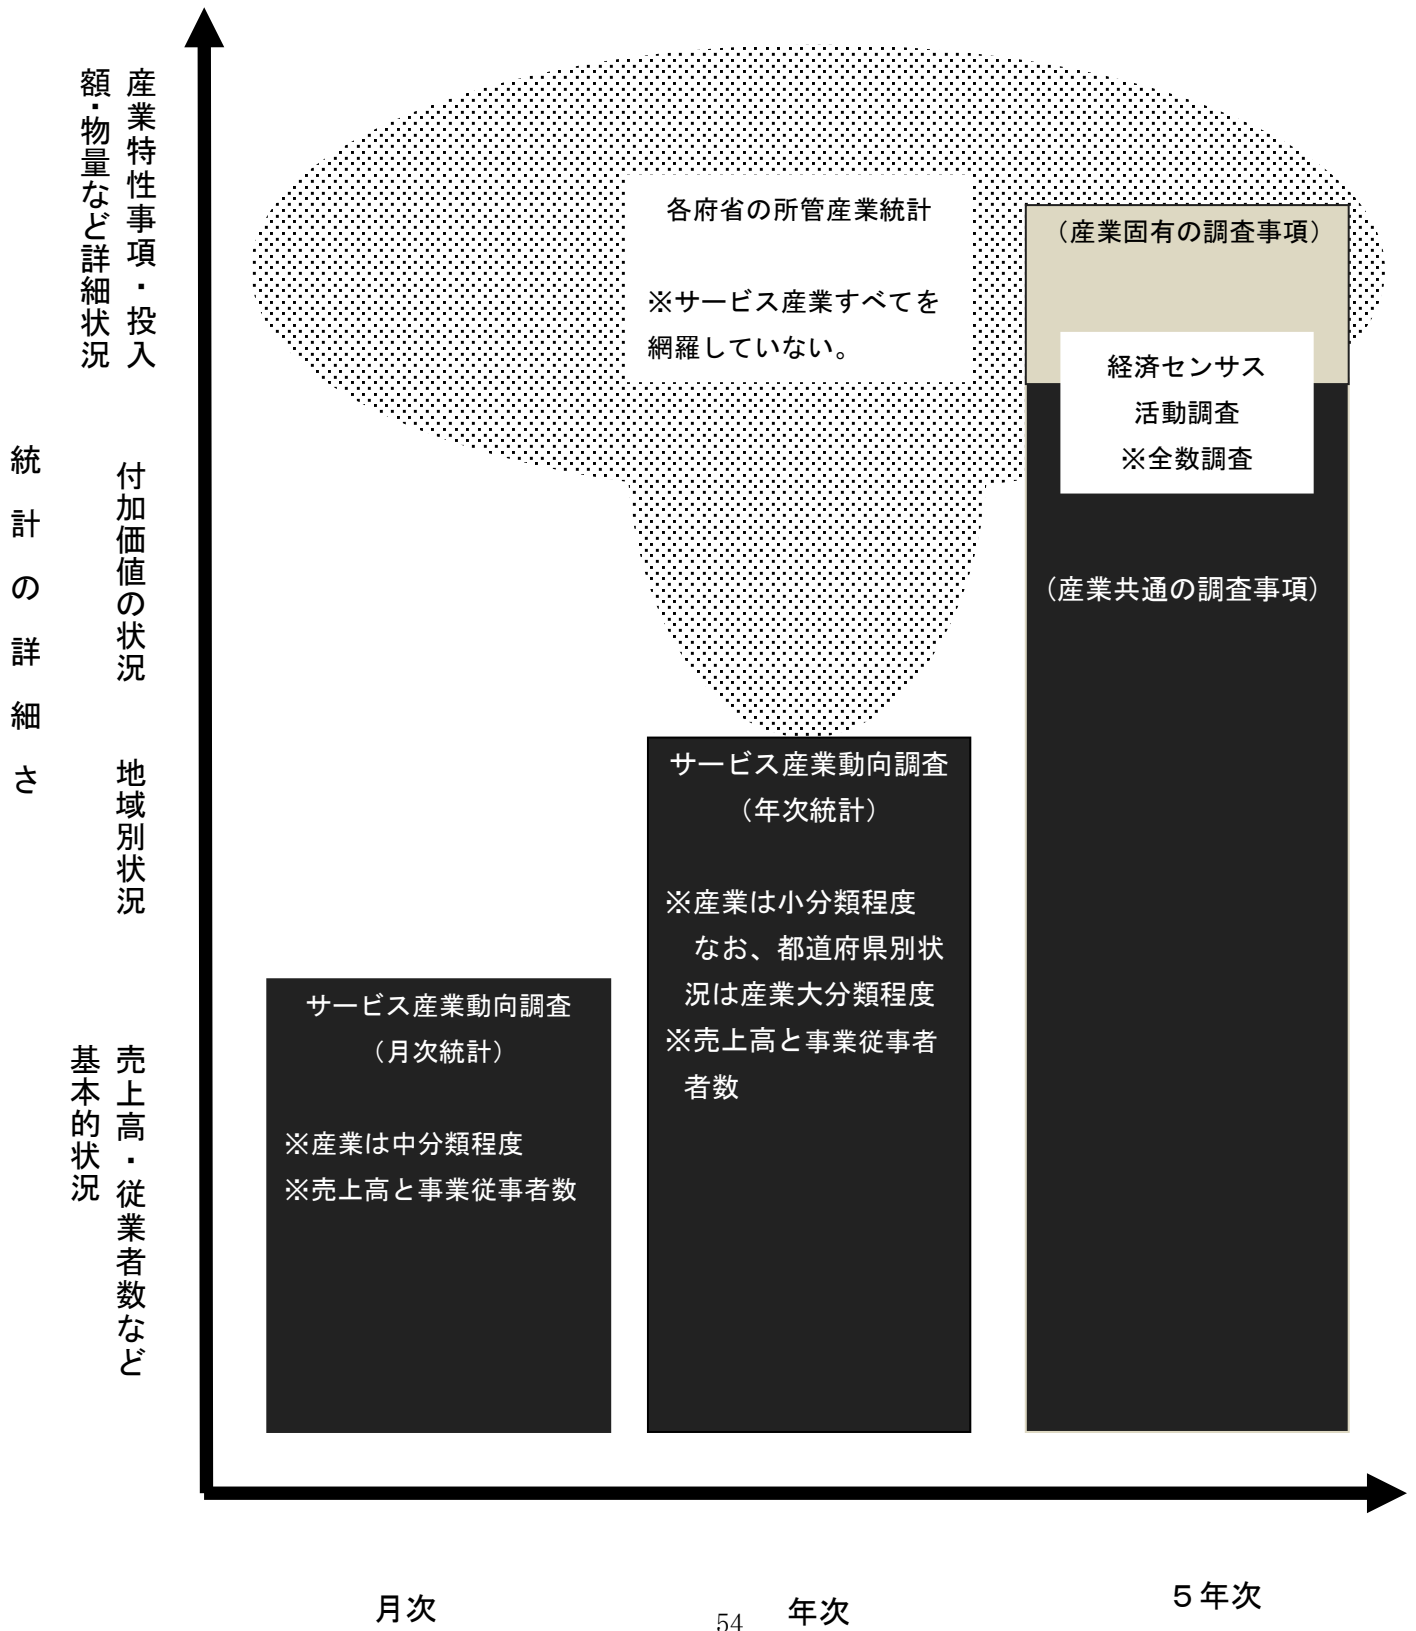 産業特性事項・投入
額・物量など詳細状況
統計の詳細さ
付加価値の状況
地域別状況
売上高・従業者数など
基本的状況
各府省の所管産業統計
※サービス産業すべてを
網羅していない。
（産業固有の調査事項）
経済センサス
活動調査
※全数調査
（産業共通の調査事項）
サービス産業動向調査
（年次統計）
※産業は小分類程度
なお、都道府県別状
況は産業大分類程度
※売上高と事業従事者
者数
サービス産業動向調査
（月次統計）
※産業は中分類程度
※売上高と事業従事者数
月次
年次
５年次
54